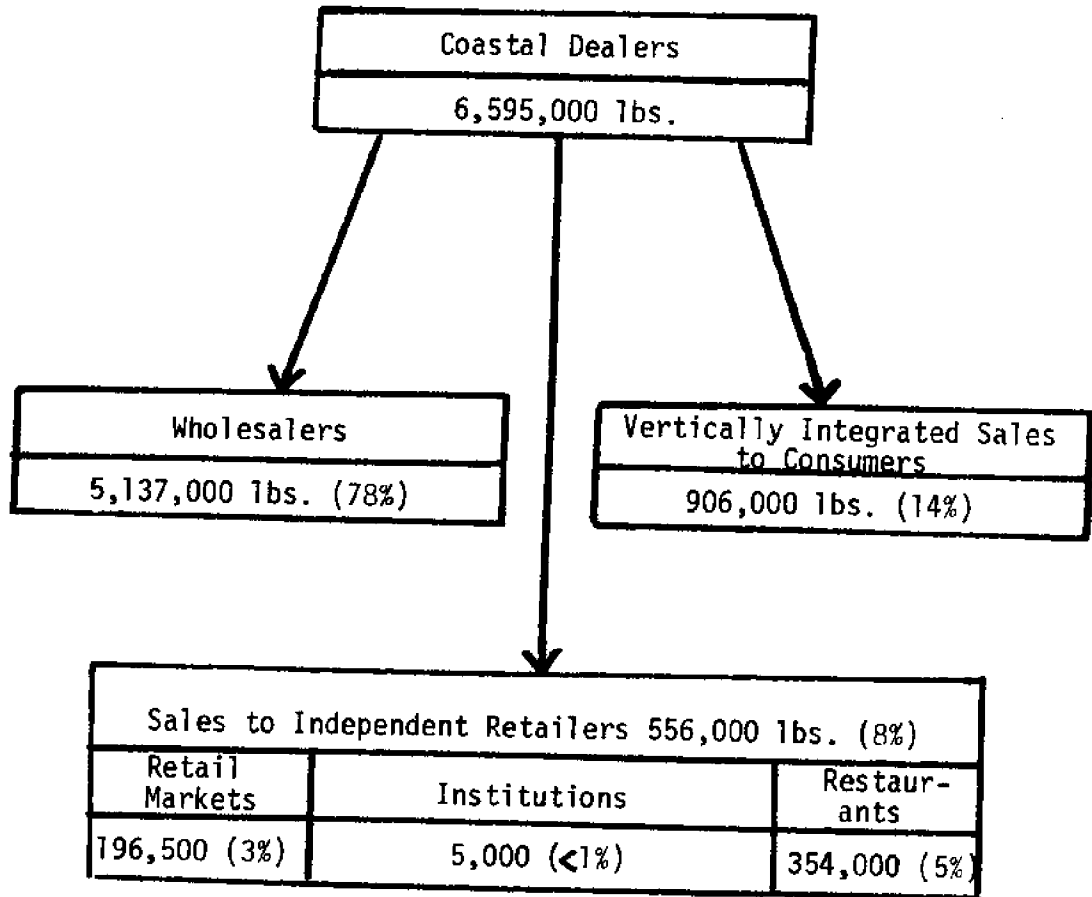 Coastal Dealers
6,595,000 lbs.
Wholesalers
5,137,000 lbs. (78%)
Vertically Integrated Sales
to Consumers
906,000 lbs. (14%)
Sales to Independent Retailers 556,000 lbs. (8%)
Retail
Markets
196,500 (3%)
Institutions
5,000 (<1%)
Restaur-
ants
354,000 (5%)